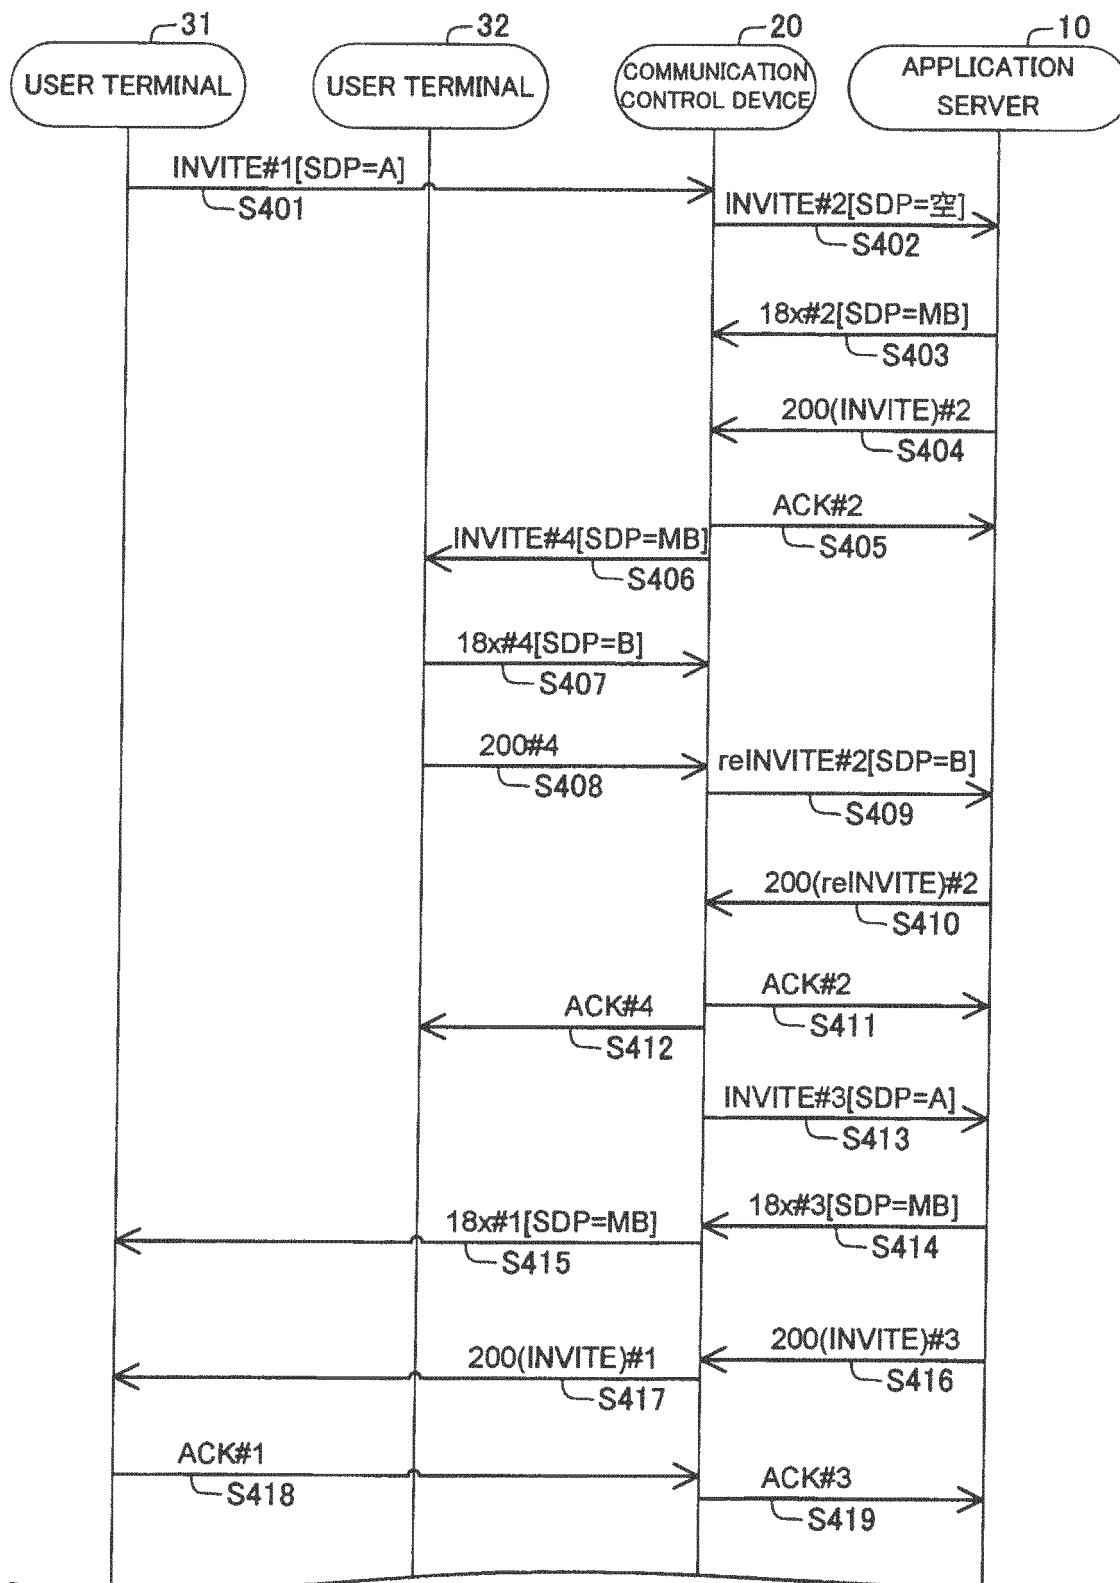 31
32
20
10
USER TERMINAL
USER TERMINAL
COMMUNICATION
CONTROL DEVICE
APPLICATION
SERVER
INVITE#1[SDP=A]
S401
INVITE#2[SDP=空]
S402
18x#2[SDP=MB]
S403
200(INVITE)#2
S404
ACK#2
S405
INVITE#4[SDP=MB]
S406
18x#4[SDP=B]
S407
200#4
S408
reINVITE#2[SDP=B]
S409
200(reINVITE)#2
S410
ACK#2
S411
ACK#4
S412
INVITE#3[SDP=A]
S413
18x#3[SDP=MB]
S414
18x#1[SDP=MB]
S415
200(INVITE)#3
S416
200(INVITE)#1
S417
ACK#1
S418
ACK#3
S419